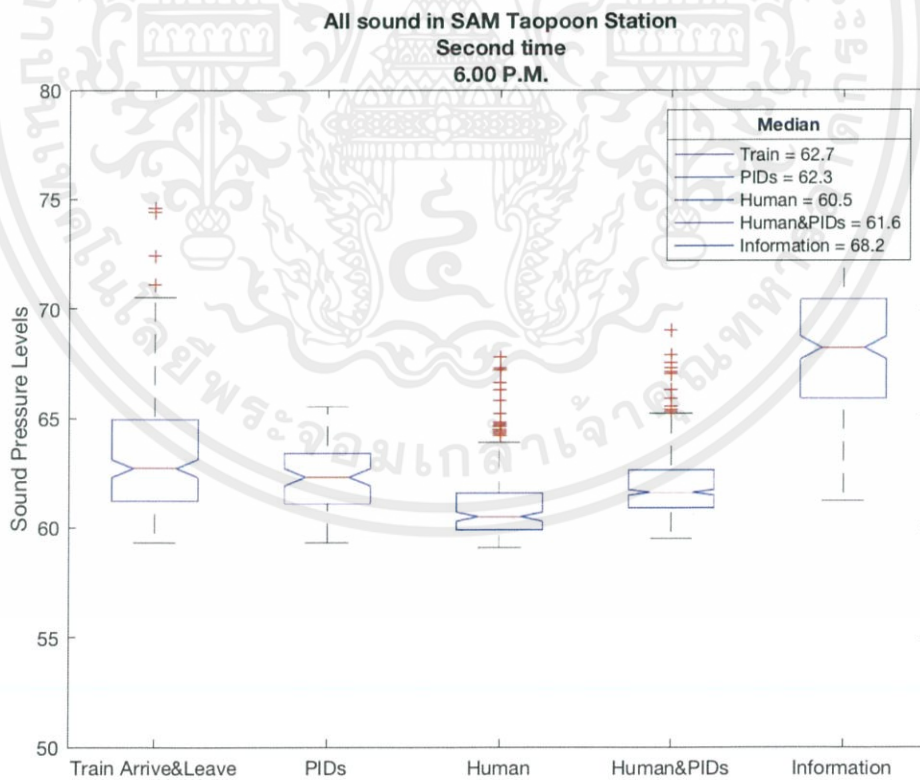 All sound in SAM Taopoon Station
Second time
6.00 P.M.
80
75
70
65
60
55
50
Sound Pressure Levels
Median
Train = 62.7
PIDs = 62.3
Human = 60.5
Human&PIDs = 61.6
Information = 68.2
Train Arrive&Leave
PIDs
Human
Human&PIDs
Information